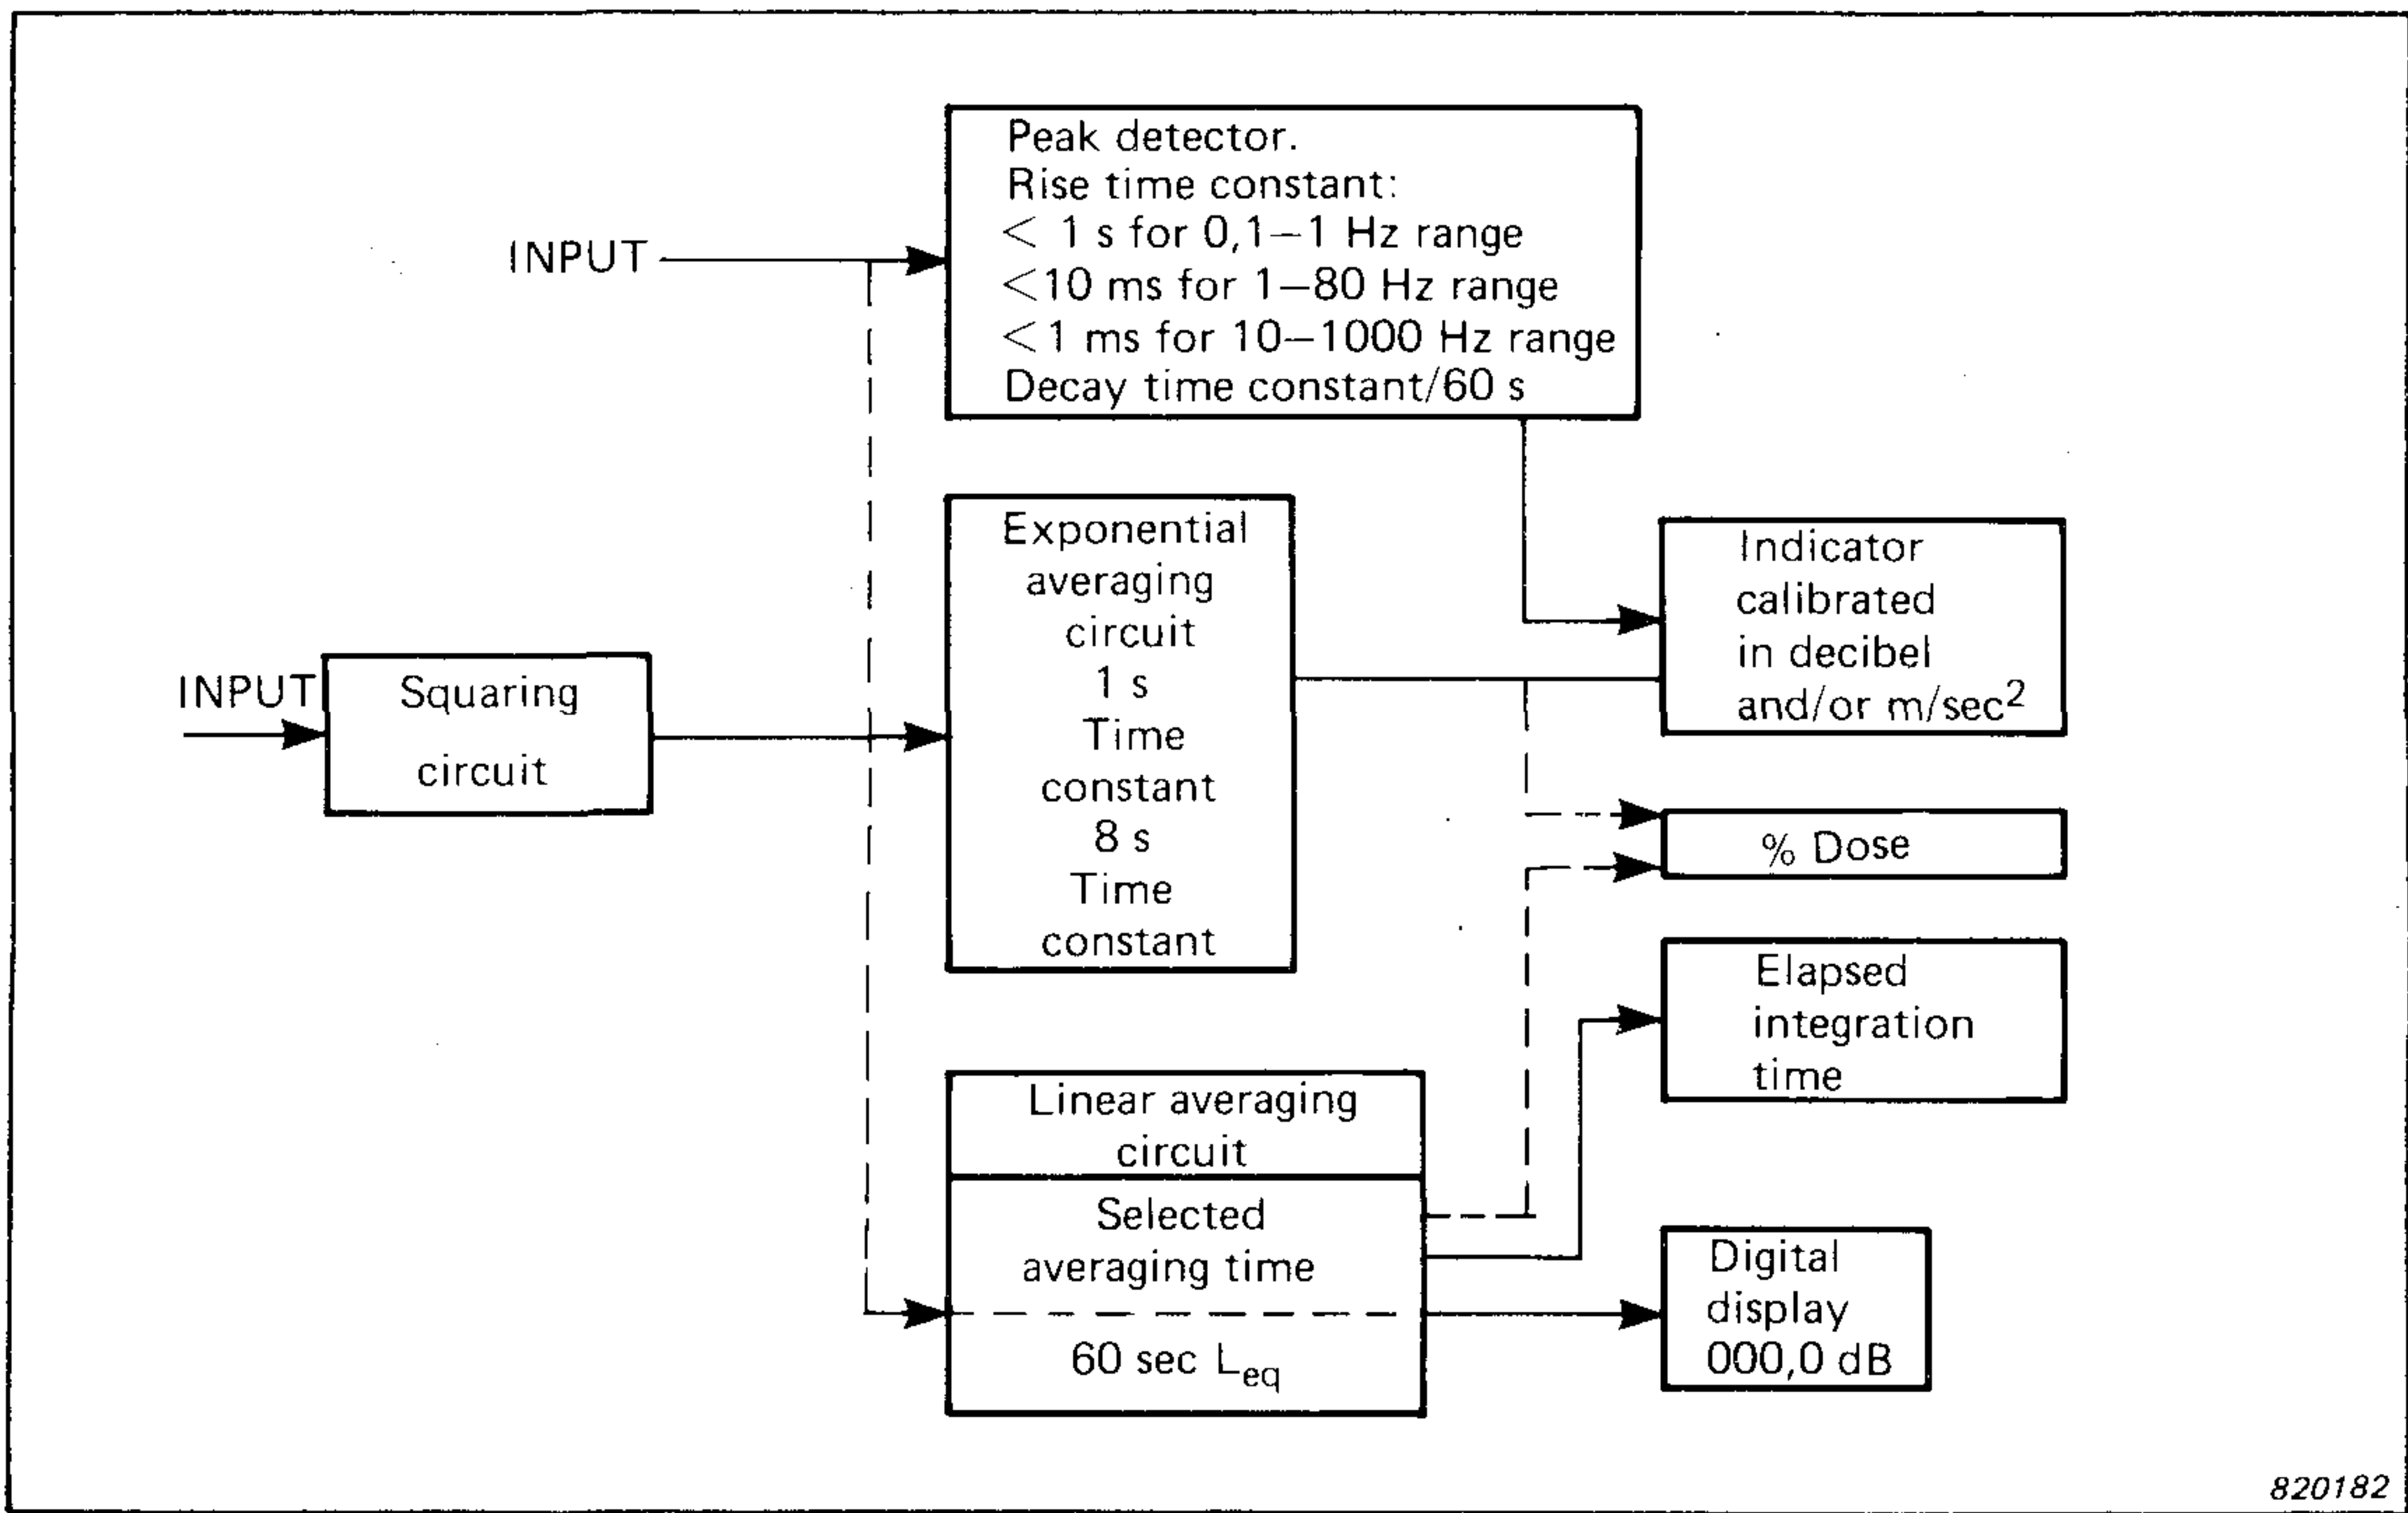 Peak detector.
Rise time constant:
< 1 s for 0,1–1 Hz range
<10 ms for 1–80 Hz range
<1 ms for 10–1000 Hz range
Decay time constant/60 s
INPUT
INPUT
Squaring
circuit
Exponential
averaging
circuit
1 s
Time
constant
8 s
Time
constant
Indicator
calibrated
in decibel
and/or m/sec²
% Dose
Elapsed
integration
time
Linear averaging
circuit
Selected
averaging time
60 sec Leq
Digital
display
000,0 dB
820182